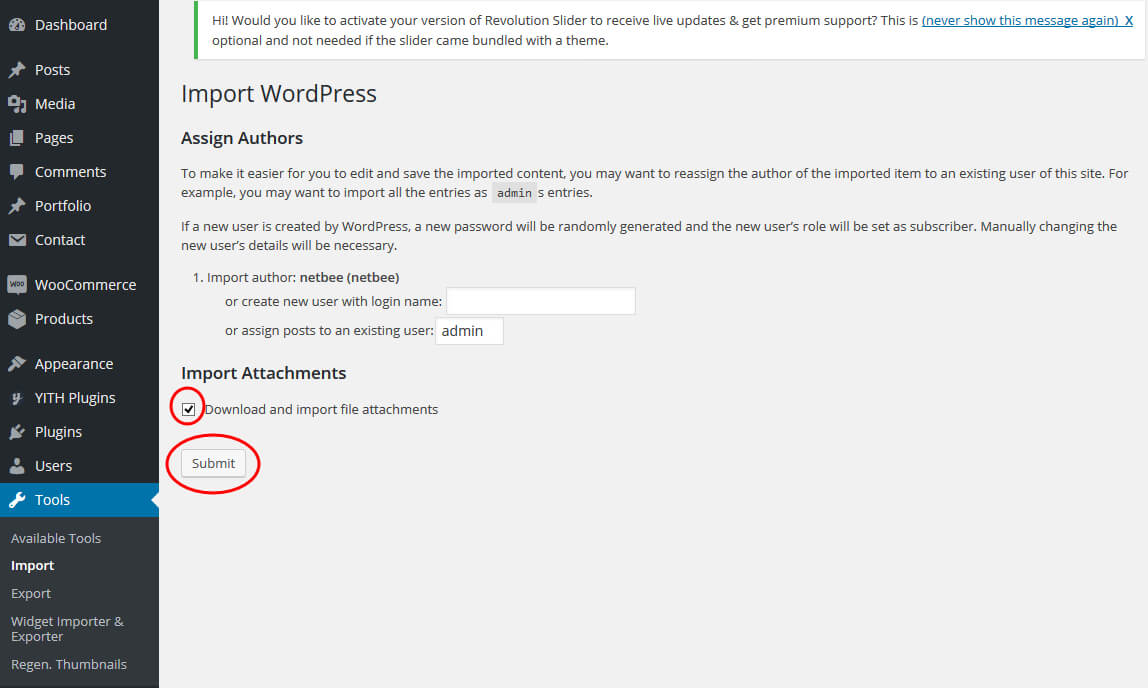 Dashboard
Posts
Media
Pages
Comments
Portfolio
Contact
woo WooCommerce
Products
Appearance
YITH Plugins
Plugins
Users
Tools
Available Tools
Import
Export
Widget Importer &
Exporter
Regen. Thumbnails
Hi! Would you like to activate your version of Revolution Slider to receive live updates & get premium support? This is (never show this message again) X
optional and not needed if the slider came bundled with a theme.
Import WordPress
Assign Authors
To make it easier for you to edit and save the imported content, you may want to reassign the author of the imported item to an existing user of this site. For
example, you may want to import all the entries as admin s entries.
If a new user is created by WordPress, a new password will be randomly generated and the new user's role will be set as subscriber. Manually changing the
new user's details will be necessary.
1. Import author: netbee (netbee)
or create new user with login name:
or assign posts to an existing user: admin
Import Attachments
Download and import file attachments
Submit